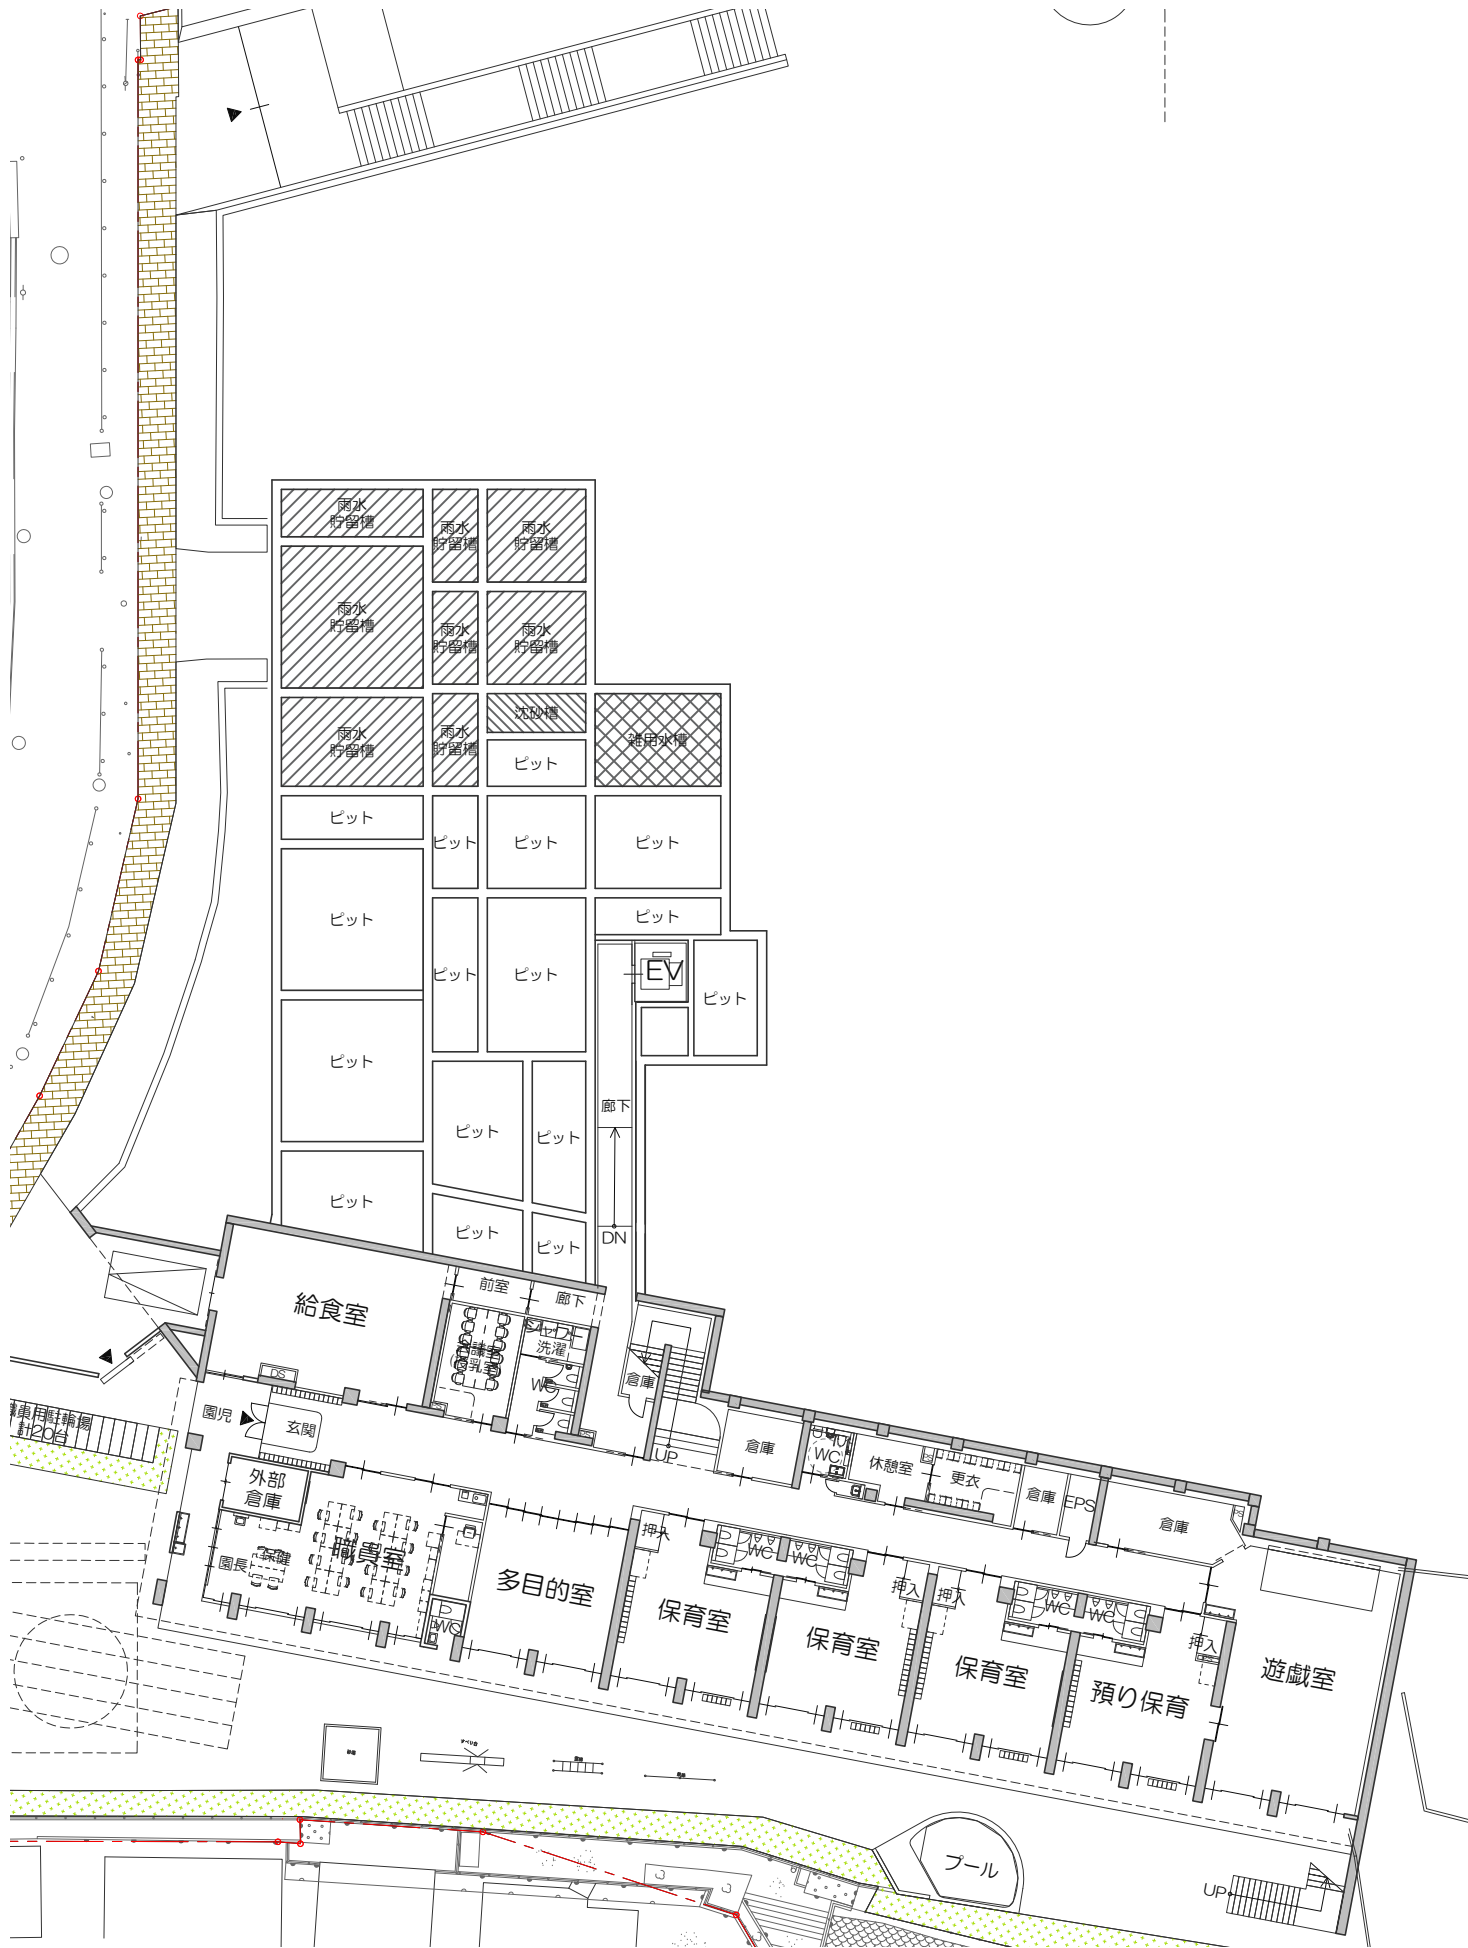 雨水
貯留槽
雨水
貯留槽
雨水
貯留槽
雨水
貯留槽
雨水
貯留槽
雨水
貯留槽
雨水
貯留槽
雨水
貯留槽
沈砂槽
雑用水槽
ピット
ピット
ピット
ピット
ピット
ピット
ピット
ピット
ピット
EV
ピット
ピット
廊下
ピット
ピット
ピット
ピット
ピット
DN
前室
廊下
給食室
洗濯
WC
DS
倉庫
園児
玄関
計20台
UP
倉庫
WC
休憩室
更衣
倉庫
EPS
倉庫
外部
倉庫
押入
園長
保健
職員室
多目的室
WC
WC
押入
押入
WC
WC
WC
保育室
保育室
保育室
預り保育
押入
遊戯室
すべり台
プール
UP